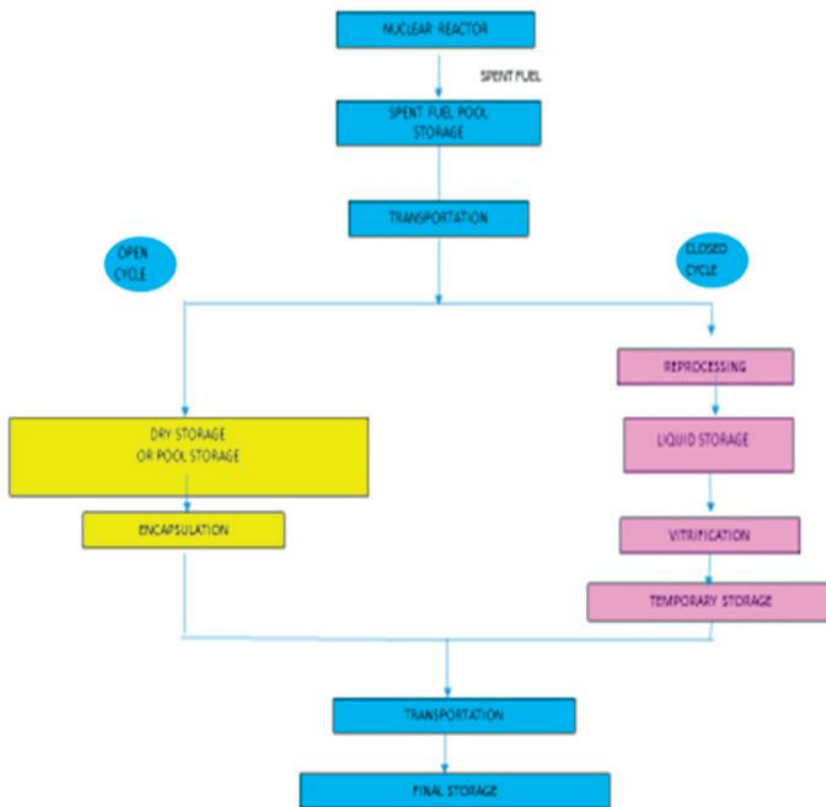 NUCLEAR REACTOR
SPENT FUEL
SPENT FUEL POOL
STORAGE
TRANSPORTATION
OPEN
CYCLE
CLOSED
CYCLE
REPROCESSING
DRY STORAGE
OR POOL STORAGE
LIQUID STORAGE
ENCAPSULATION
VITRIFICATION
TEMPORARY STORAGE
TRANSPORTATION
FINAL STORAGE